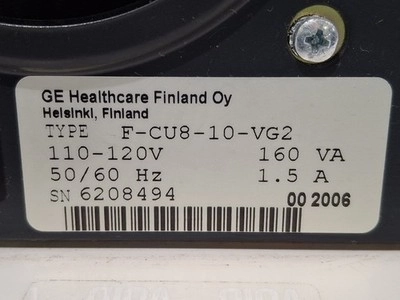 GE Healthcare Finland Oy
Helsinki, Finland
TYPE F-CU8-10-VG2
110-120V 160 VA
50/60 Hz 1.5 A
SN 6208494 00 2006